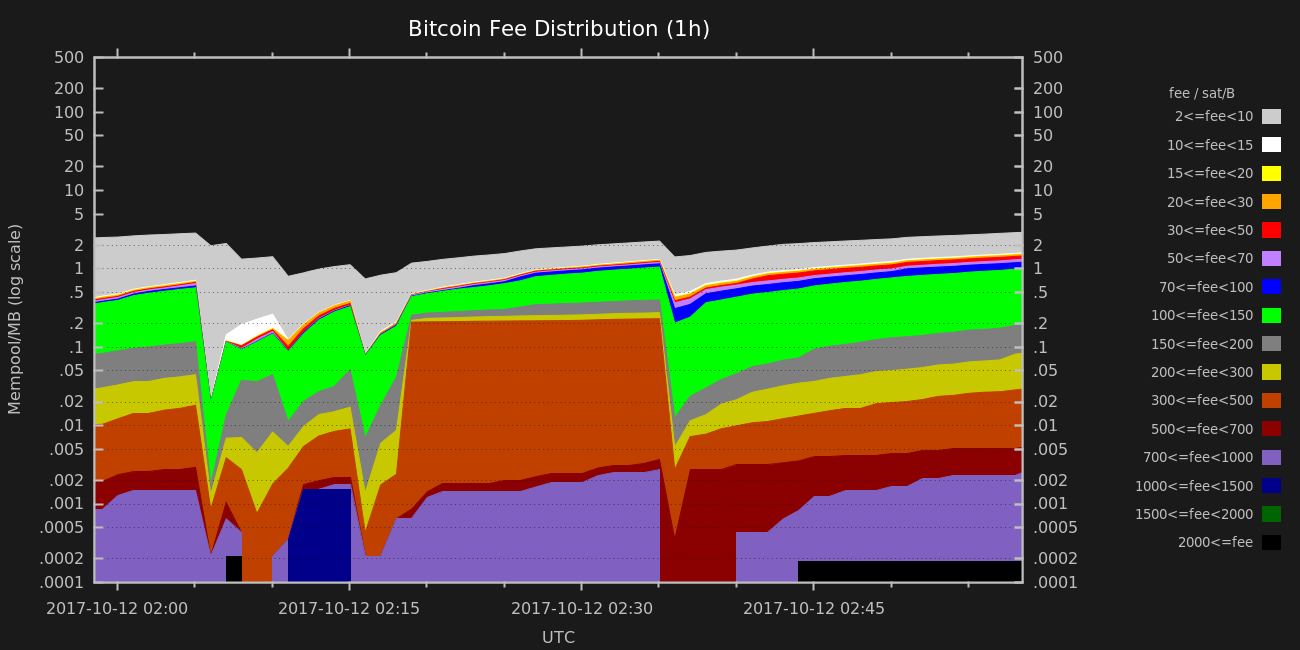 Bitcoin Fee Distribution (1h)
500 500
200 200
100 100
50 50
20 20
10 10
5 5
2 2
1 1
.5 .5
.2 .2
.1 .1
.05 .05
.02 .02
.01 .01
.005 .005
.002 .002
.001 .001
.0005 .0005
.0002 .0002
.0001 .0001
Mempool/MB (log scale)
2017-10-12 02:00 2017-10-12 02:15 2017-10-12 02:30 2017-10-12 02:45
UTC
fee / sat/B
2<=fee<10
10<=fee<15
15<=fee<20
20<=fee<30
30<=fee<50
50<=fee<70
70<=fee<100
100<=fee<150
150<=fee<200
200<=fee<300
300<=fee<500
500<=fee<700
700<=fee<1000
1000<=fee<1500
1500<=fee<2000
2000<=fee